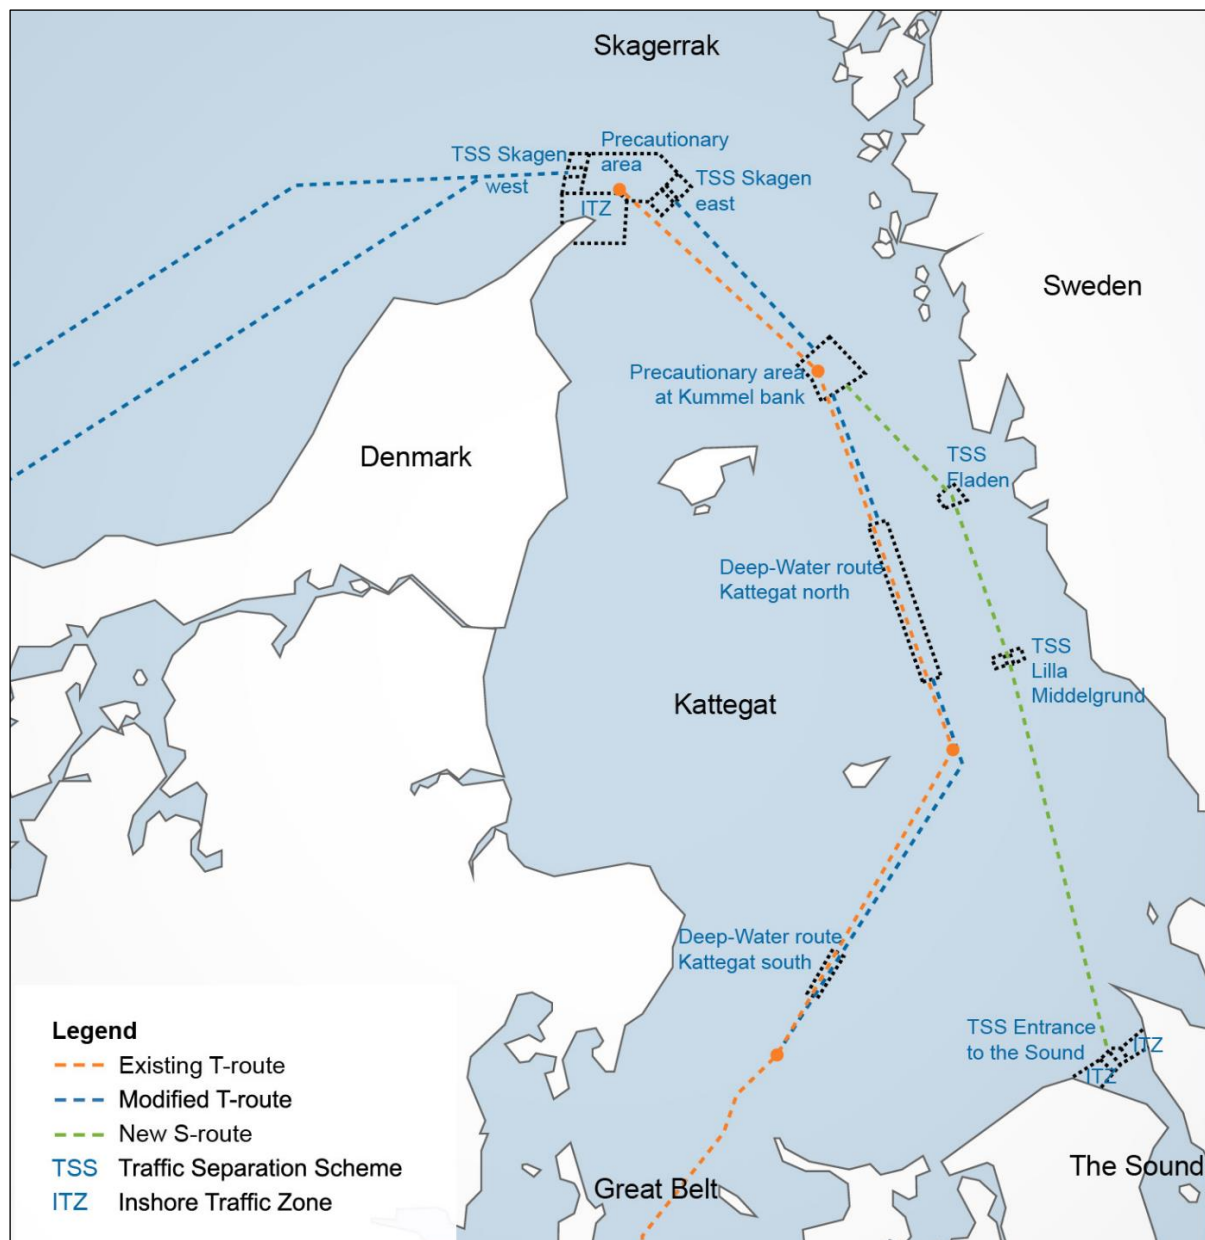 Skagerrak
TSS Skagen
west
Precautionary
area
TSS Skagen
east
ITZ
Sweden
Precautionary area
at Kummel bank
Denmark
TSS
Fladen
Deep-Water route
Kattegat north
TSS
Lilla
Middelgrund
Kattegat
Deep-Water route
Kattegat south
TSS Entrance
to the Sound
ITZ
ITZ
The Sound
Great Belt
Legend
Existing T-route
Modified T-route
New S-route
TSS Traffic Separation Scheme
ITZ Inshore Traffic Zone